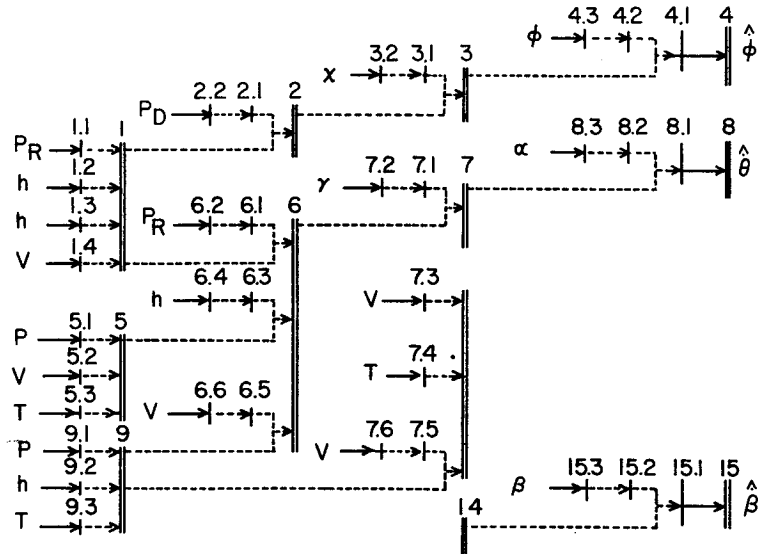 ϕ 4.3 4.2 4.1 4 ϕ̂
χ 3.2 3.1 3
P_D 2.2 2.1 2
1.1 1
P_R
α 8.3 8.2 8.1 8 θ̂
h 1.2
γ 7.2 7.1 7
h 1.3
P_R 6.2 6.1 6
V 1.4
h 6.4 6.3
V 7.3
P 5.1 5
V 5.2
T 7.4
T 5.3
V 6.6 6.5
P 9.1 9
V 7.6 7.5
h 9.2
β 15.3 15.2 15.1 15 β̂
T 9.3
14